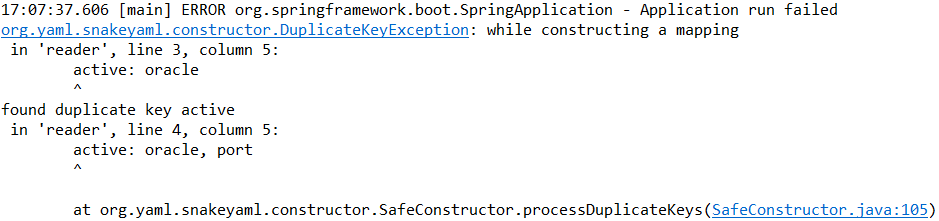 17:07:37.606 [main] ERROR org.springframework.boot.SpringApplication - Application run failed
org.yaml.snakeyaml.constructor.DuplicateKeyException: while constructing a mapping
 in 'reader', line 3, column 5:
        active: oracle
        ^
found duplicate key active
 in 'reader', line 4, column 5:
        active: oracle, port
        ^
        at org.yaml.snakeyaml.constructor.SafeConstructor.processDuplicateKeys(SafeConstructor.java:105)